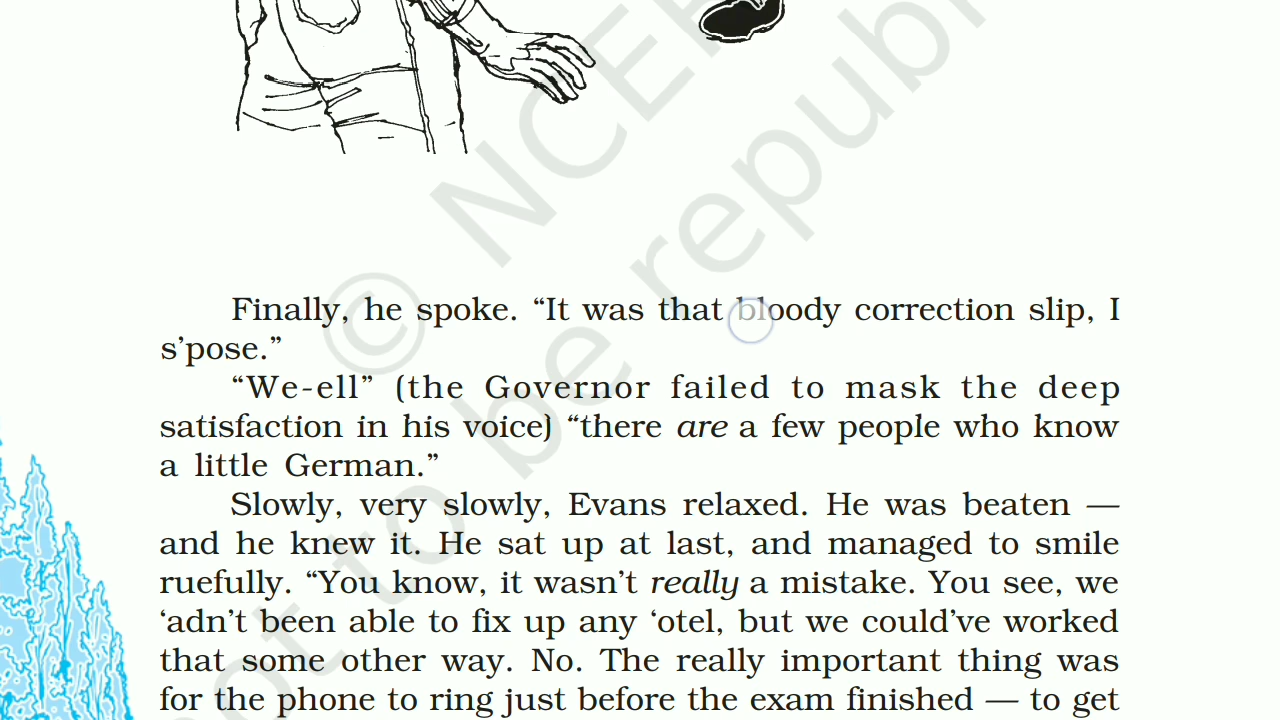 Finally, he spoke. “It was that bloody correction slip, I
s’pose.”
“We-ell” (the Governor failed to mask the deep
satisfaction in his voice) “there are a few people who know
a little German.”
Slowly, very slowly, Evans relaxed. He was beaten —
and he knew it. He sat up at last, and managed to smile
ruefully. “You know, it wasn’t really a mistake. You see, we
‘adn’t been able to fix up any ‘otel, but we could’ve worked
that some other way. No. The really important thing was
for the phone to ring just before the exam finished — to get
© NCER
not to be republ